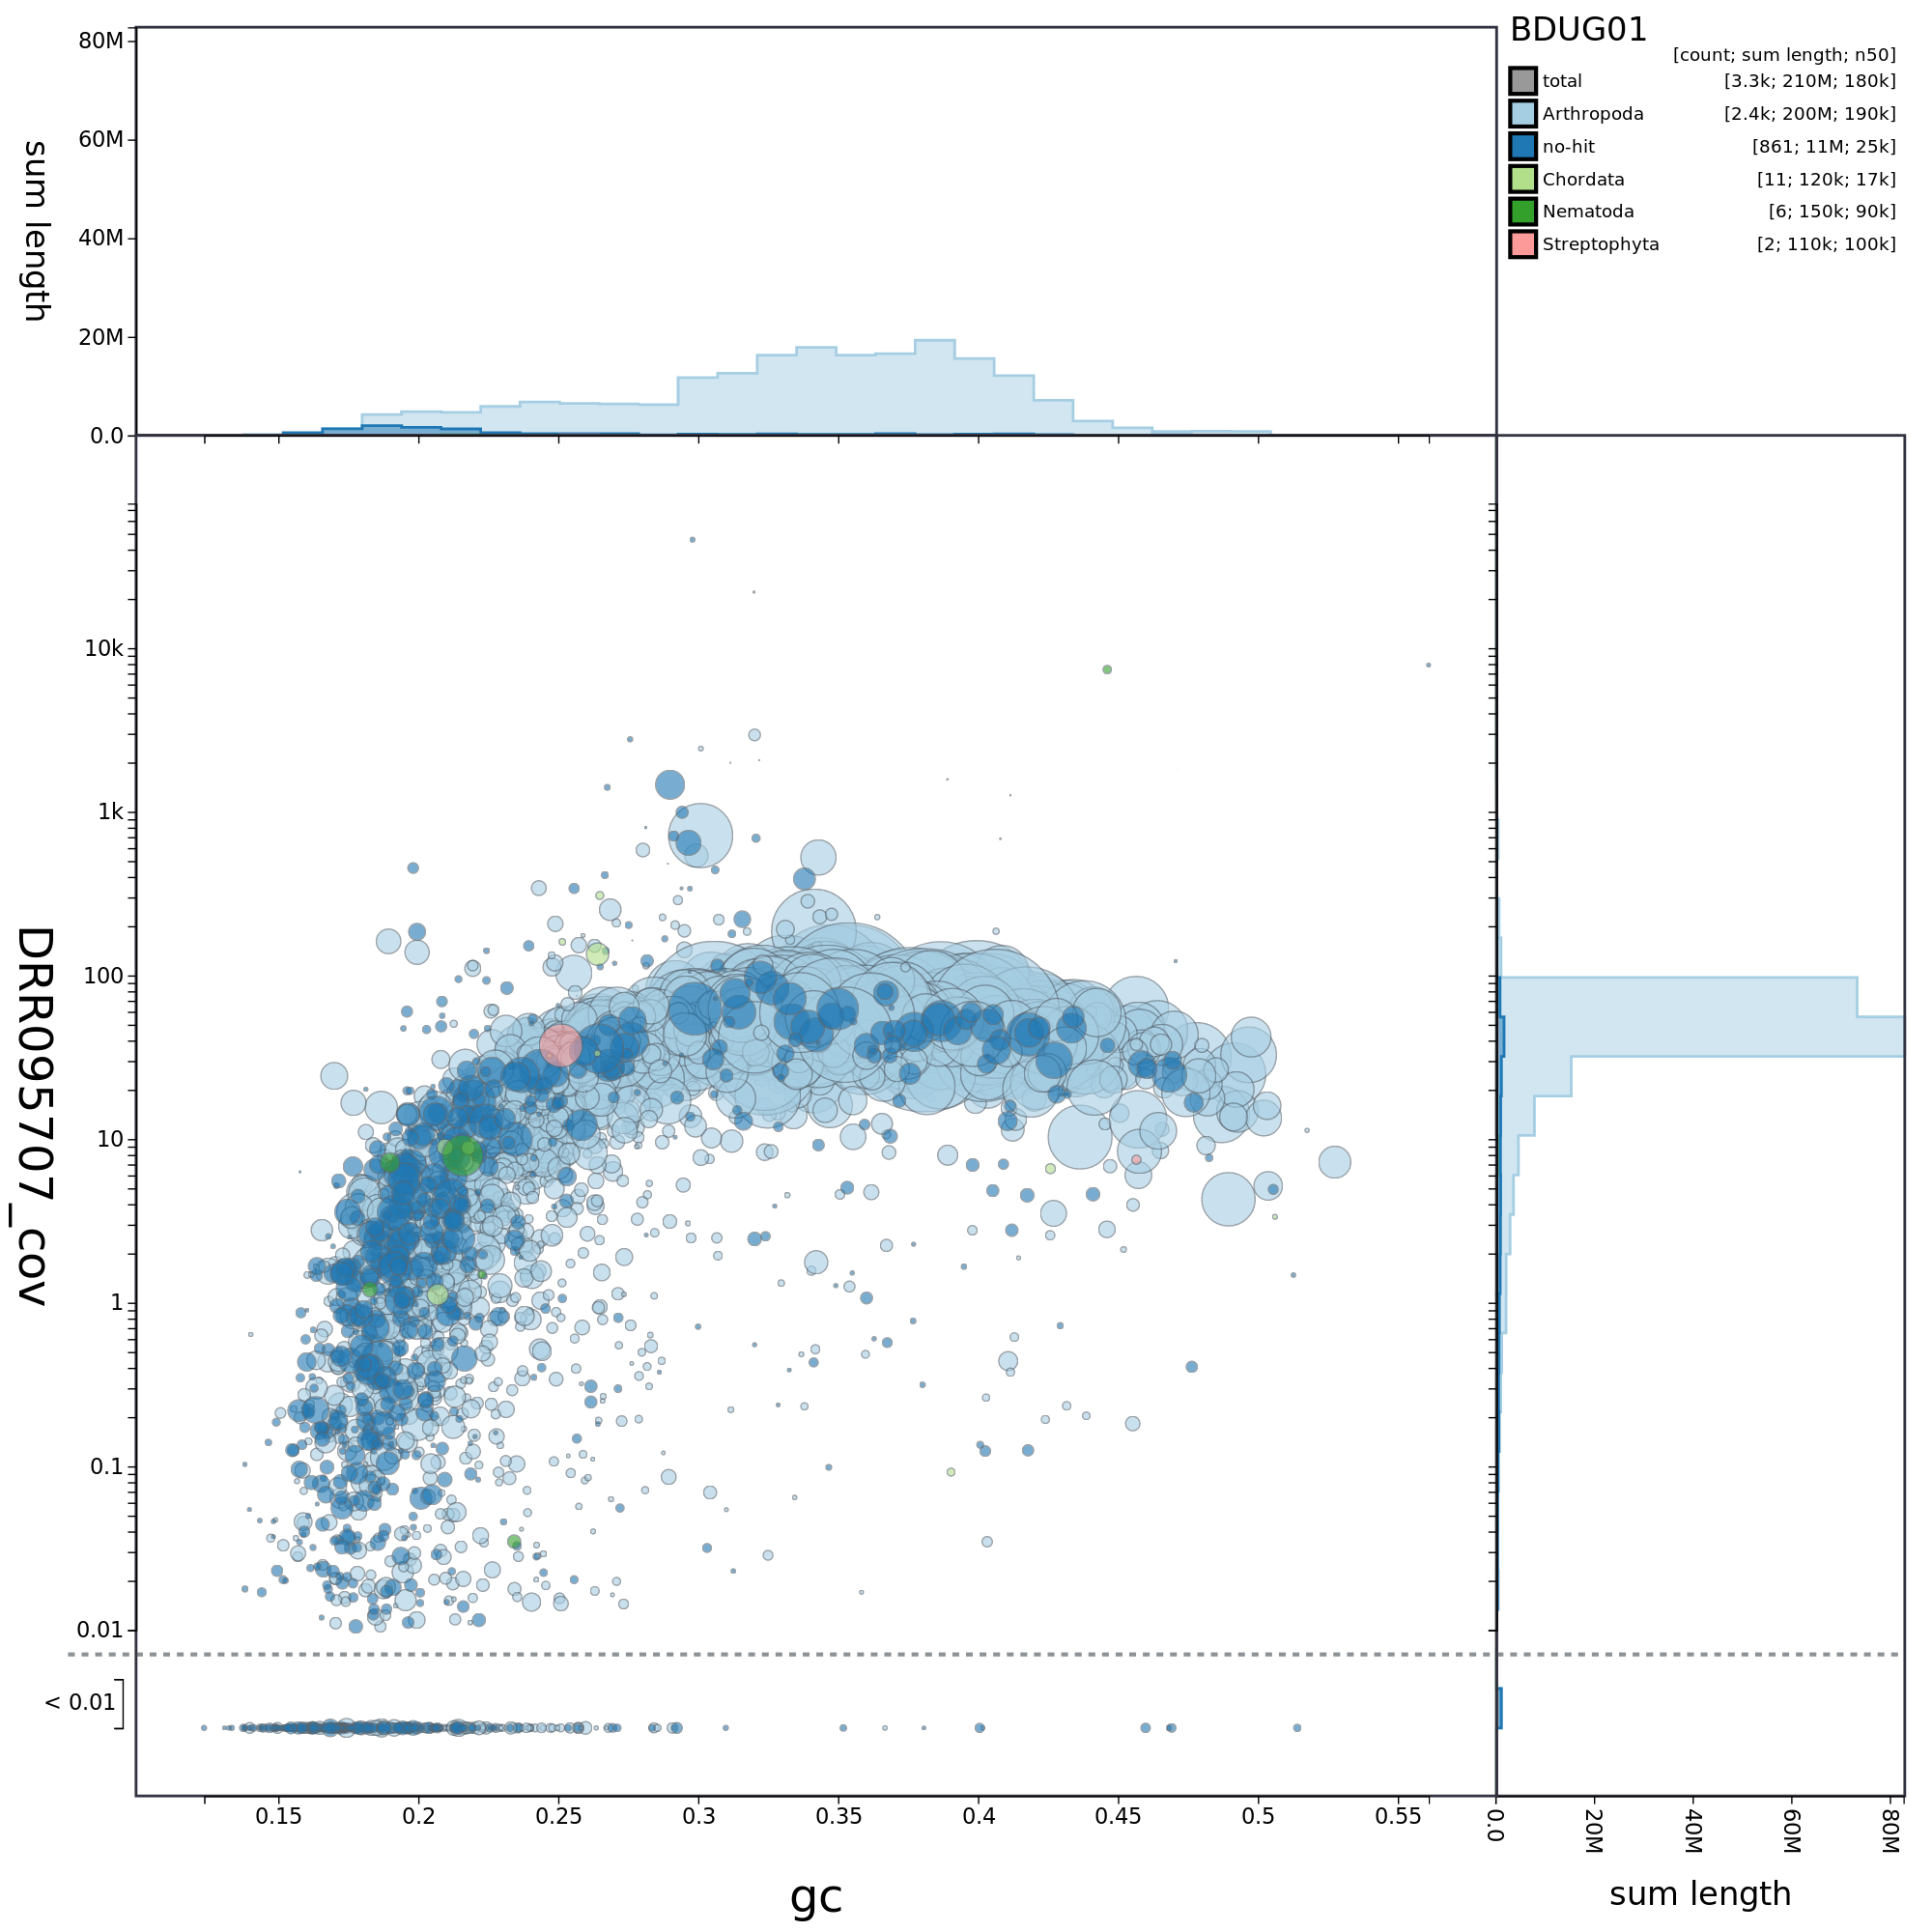 BDUG01
[count; sum length; n50]
total [3.3k; 210M; 180k]
Arthropoda [2.4k; 200M; 190k]
no-hit [861; 11M; 25k]
Chordata [11; 120k; 17k]
Nematoda [6; 150k; 90k]
Streptophyta [2; 110k; 100k]
sum length
80M
60M
40M
20M
0.0
DRR095707_cov
10k
1k
100
10
1
0.1
0.01
< 0.01
0.15 0.2 0.25 0.3 0.35 0.4 0.45 0.5 0.55
gc
0.0 20M 40M 60M 80M
sum length